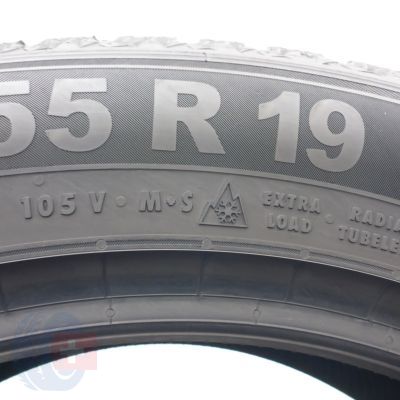 55 R 19
105 V · M+S EXTRA LOAD · RADIA
TUBELE